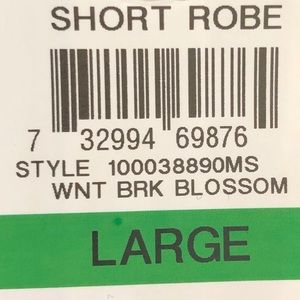 SHORT ROBE
7 32994 69876
STYLE 100038890MS
WNT BRK BLOSSOM
LARGE